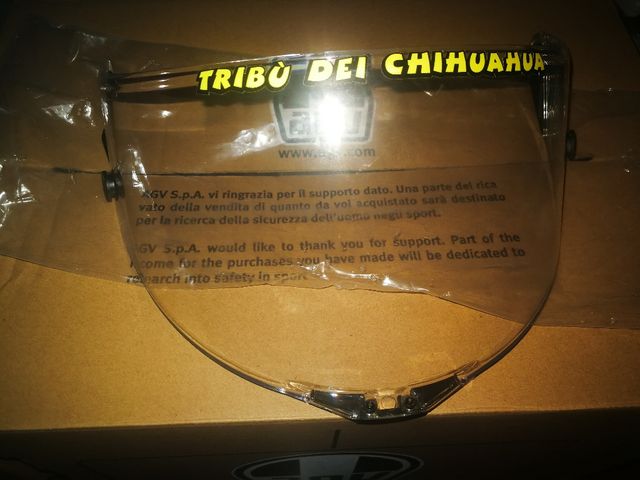 TRIBÙ DEI CHIHUAHUA
AGV S.p.A. vi ringrazia per il supporto dato. Una parte del rica
vato della vendita di quanto da voi acquistato sarà destinato
per la ricerca della sicurezza dell'uomo negli sport.
AGV S.p.A. would like to thank you for support. Part of the
income for the purchases you have made will be dedicated to
research into safety in sport